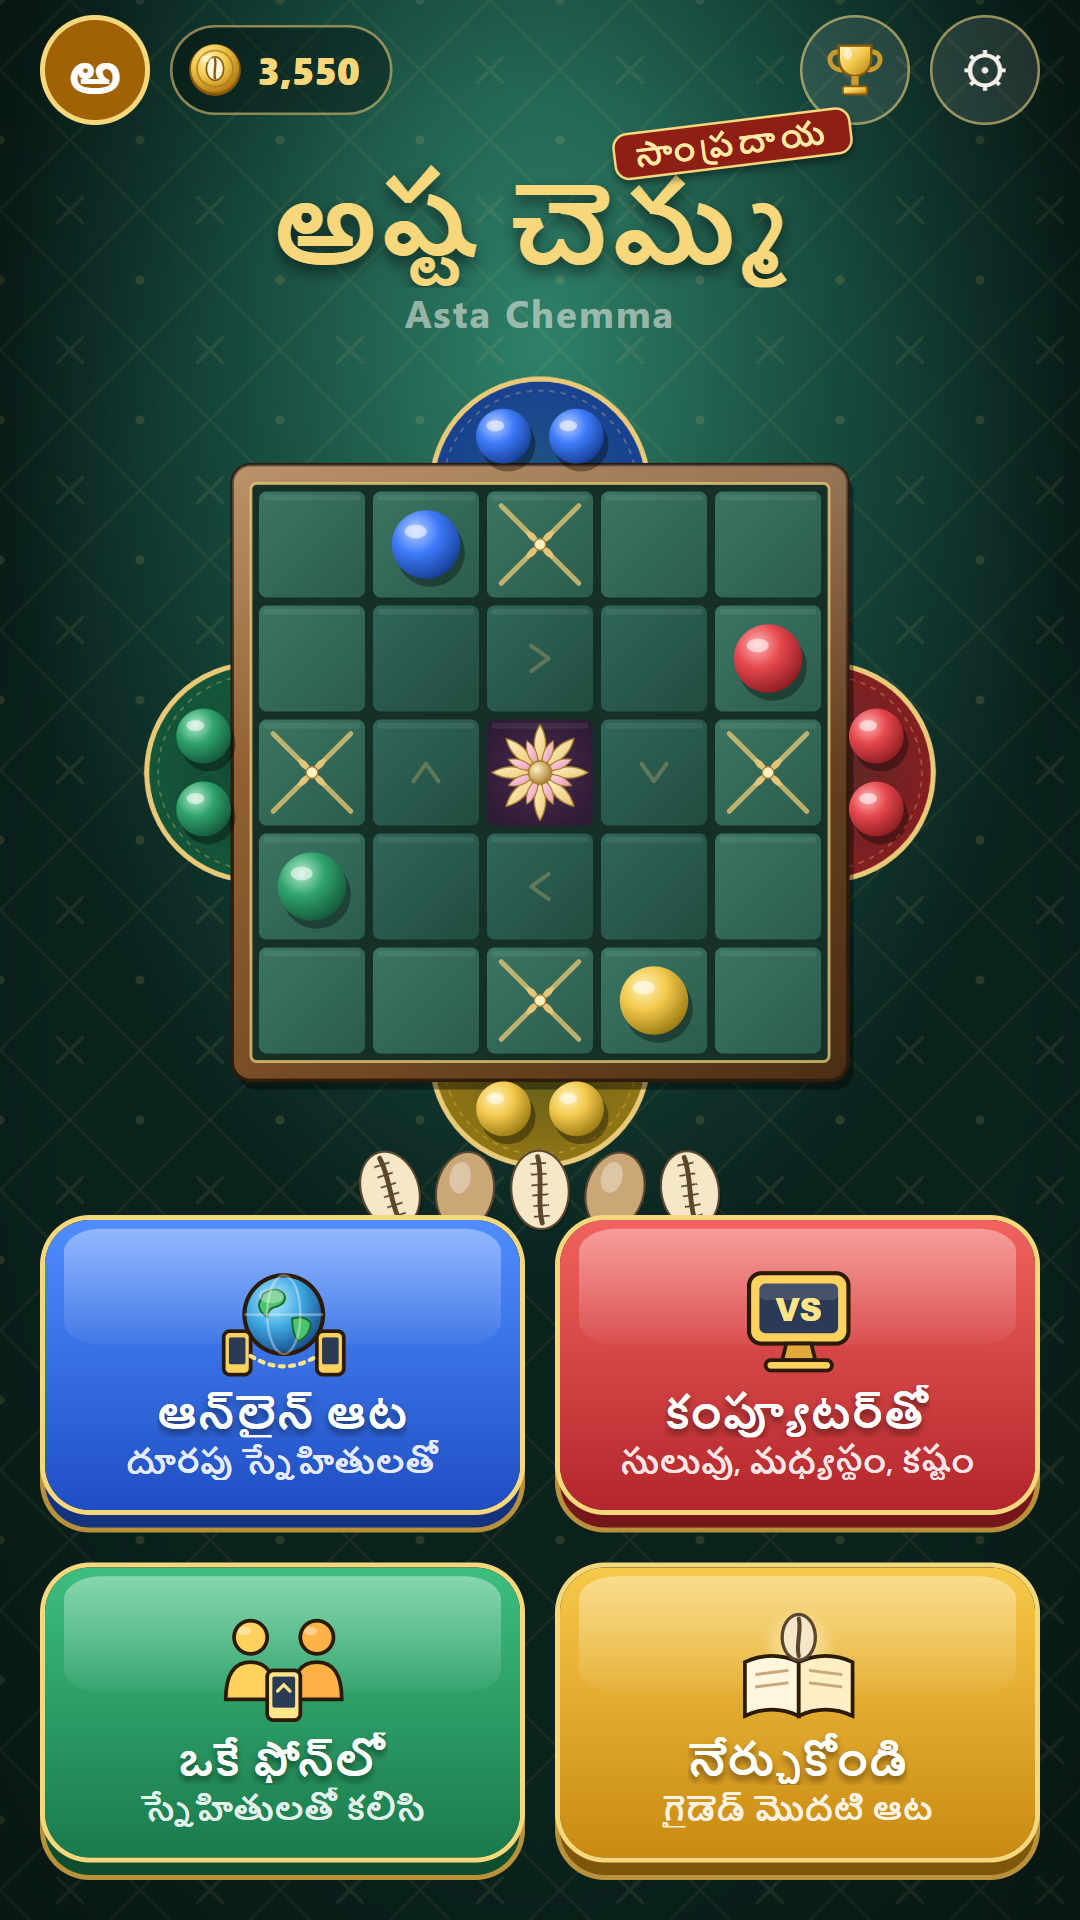 అ
3,550
సాంప్రదాయ
అష్ట చెమ్మ
Asta Chemma
VS
ఆన్‌లైన్ ఆట
దూరపు స్నేహితులతో
కంప్యూటర్‌తో
సులువు, మధ్యస్థం, కష్టం
ఒకే ఫోన్‌లో
స్నేహితులతో కలిసి
నేర్చుకోండి
గైడెడ్ మొదటి ఆట